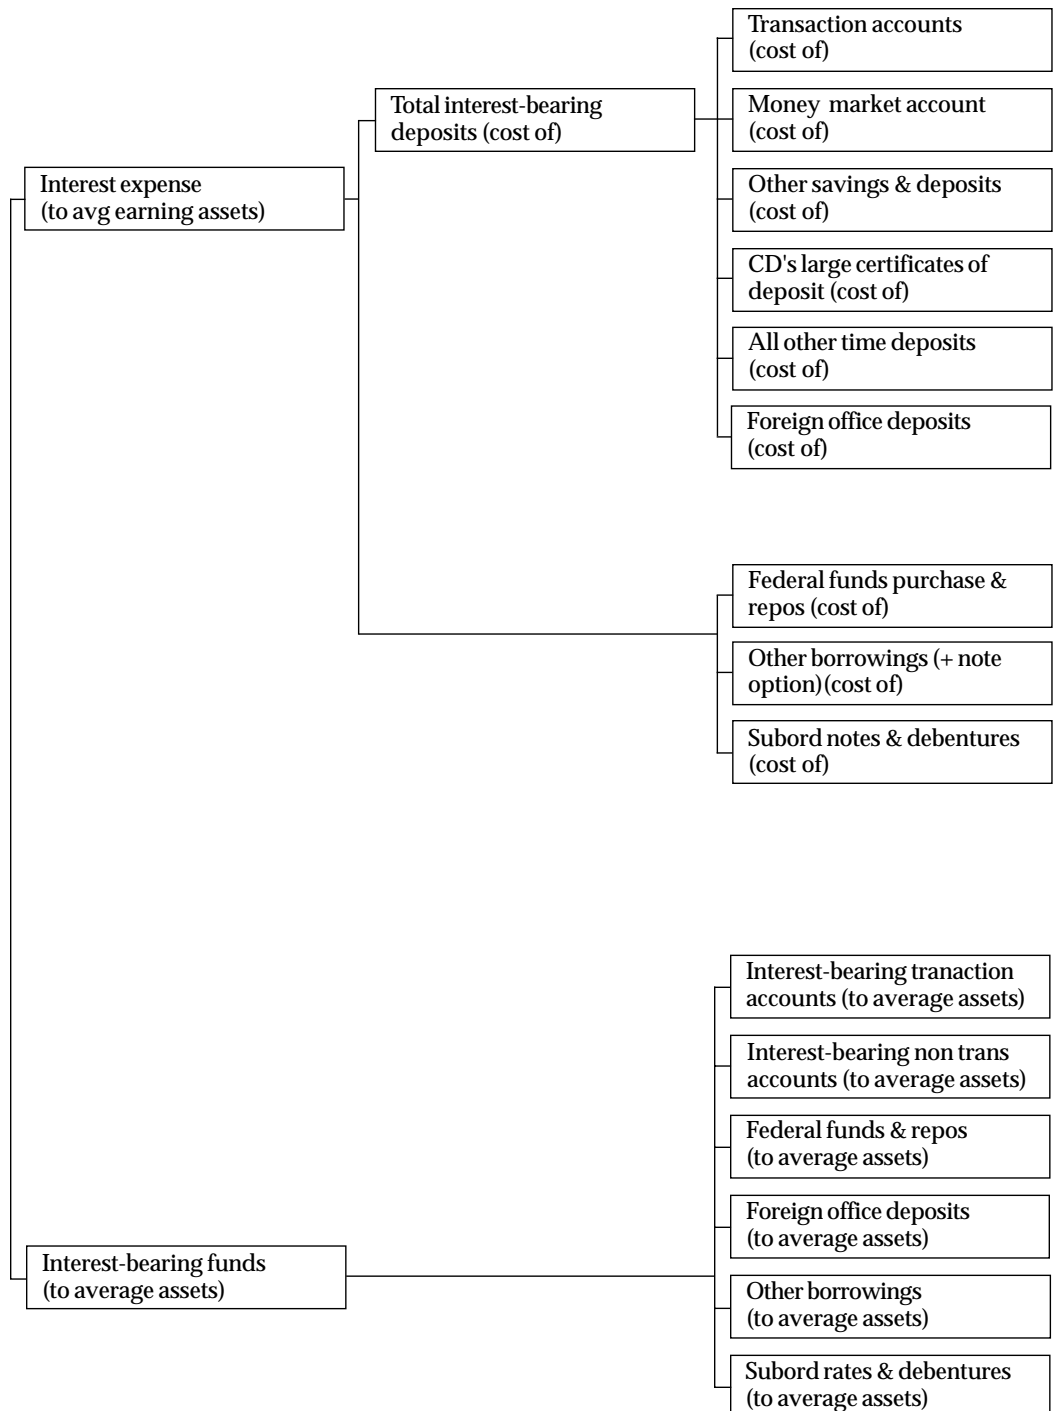 Transaction accounts
(cost of)
Total interest-bearing
deposits (cost of)
Money market account
(cost of)
Interest expense
(to avg earning assets)
Other savings & deposits
(cost of)
CD's large certificates of
deposit (cost of)
All other time deposits
(cost of)
Foreign office deposits
(cost of)
Federal funds purchase &
repos (cost of)
Other borrowings (+ note
option)(cost of)
Subord notes & debentures
(cost of)
Interest-bearing tranaction
accounts (to average assets)
Interest-bearing non trans
accounts (to average assets)
Federal funds & repos
(to average assets)
Foreign office deposits
(to average assets)
Interest-bearing funds
(to average assets)
Other borrowings
(to average assets)
Subord rates & debentures
(to average assets)